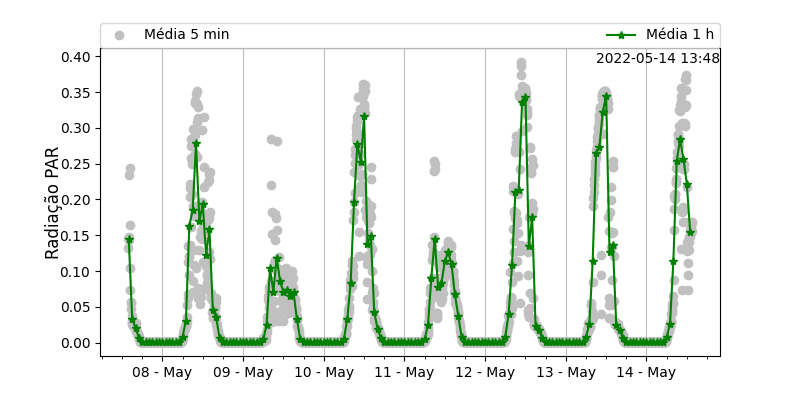 Média 5 min
Média 1 h
2022-05-14 13:48
Radiação PAR
0.40
0.35
0.30
0.25
0.20
0.15
0.10
0.05
0.00
08 - May
09 - May
10 - May
11 - May
12 - May
13 - May
14 - May